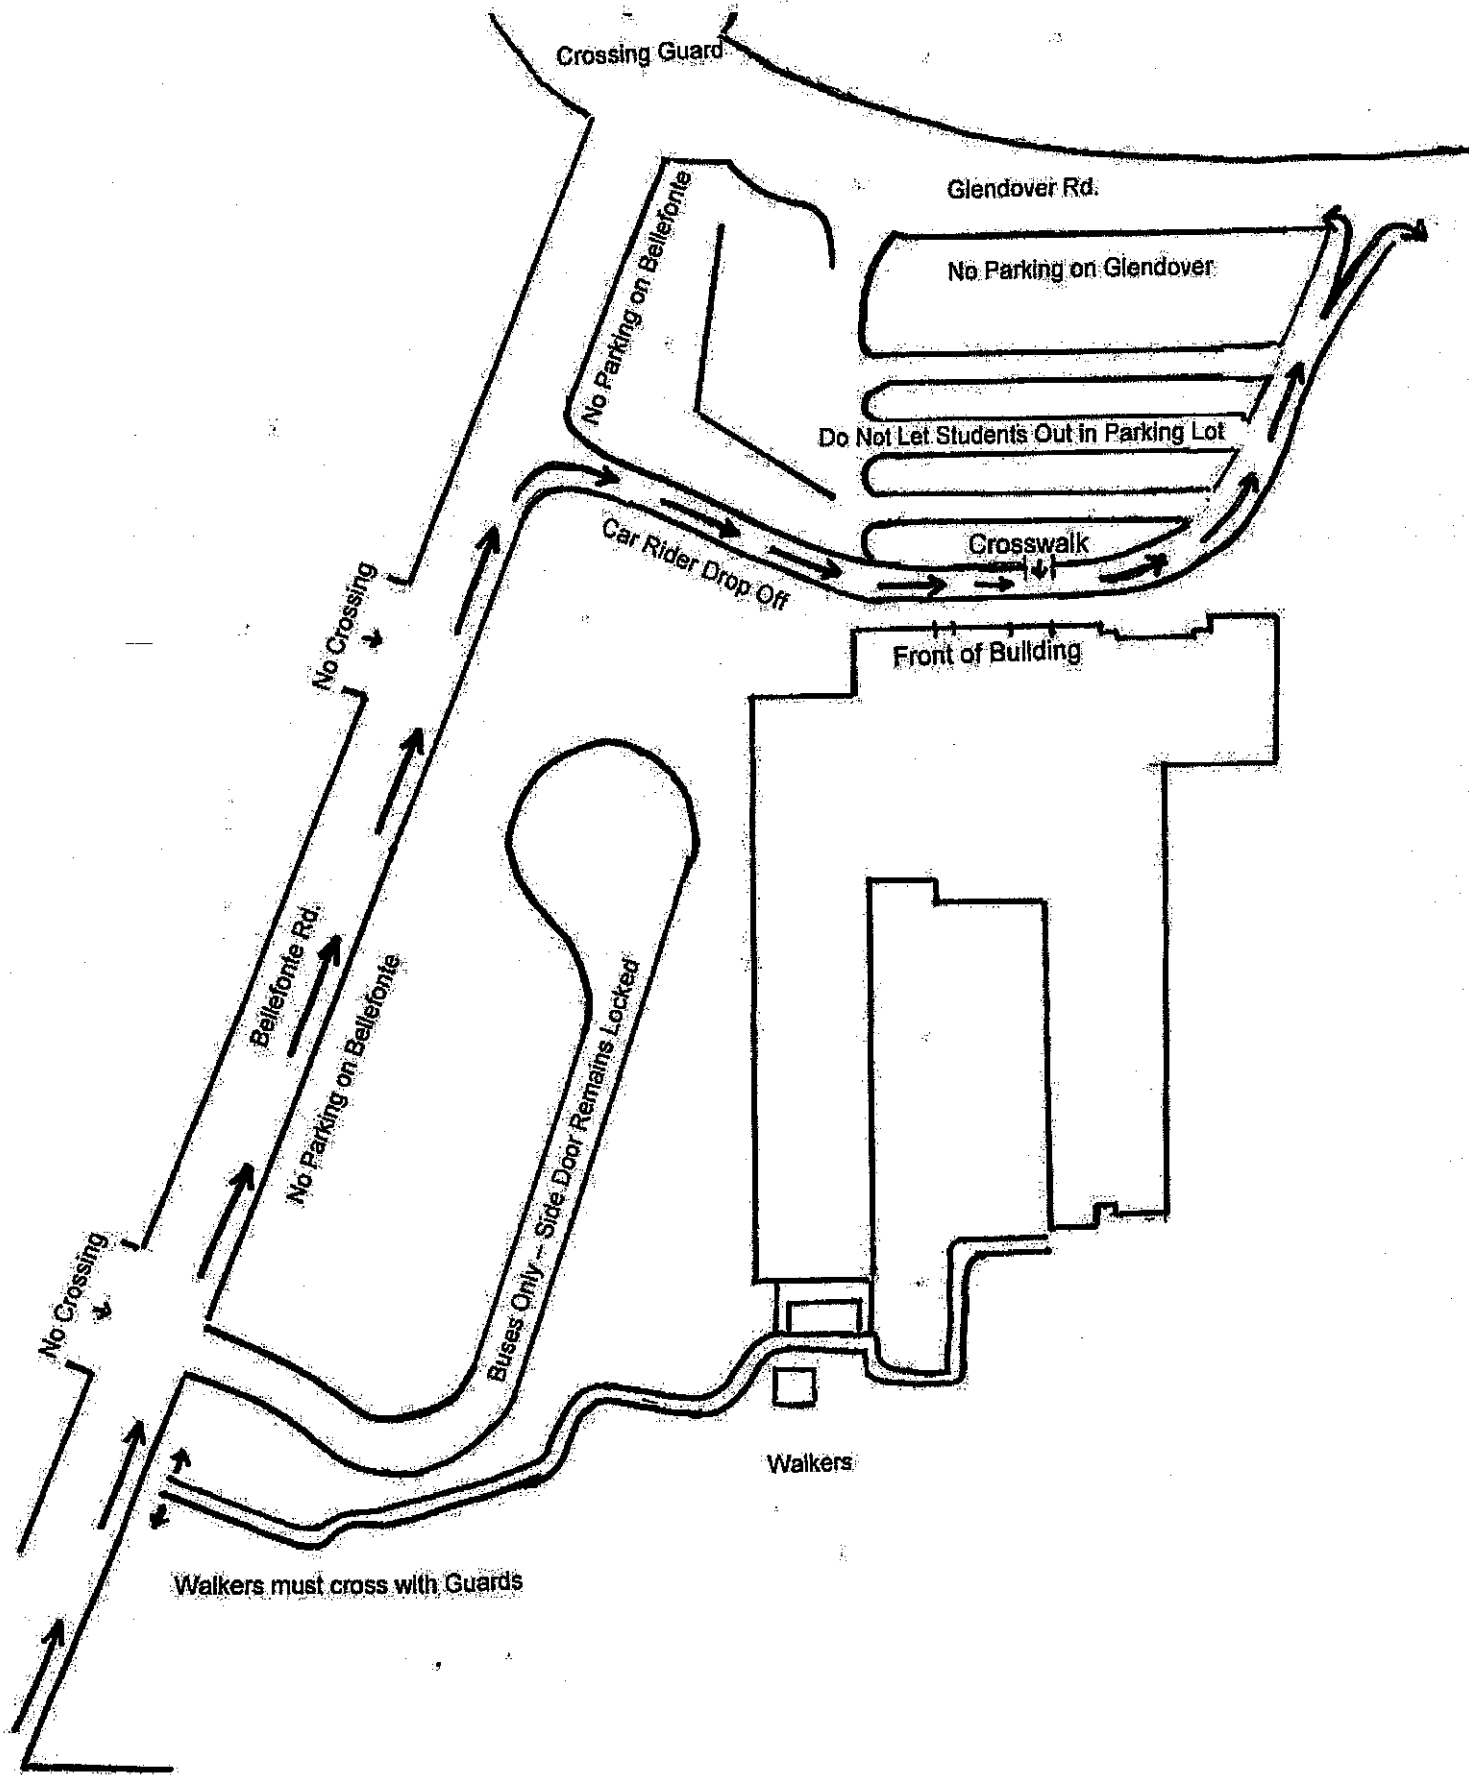 Crossing Guard
Glendover Rd.
No Parking on Bellefonte
No Parking on Glendover
Do Not Let Students Out in Parking Lot
Car Rider Drop Off
Crosswalk
No Crossing
Front of Building
Bellefonte Rd.
No Parking on Bellefonte
Buses Only – Side Door Remains Locked
No Crossing
Walkers
Walkers must cross with Guards